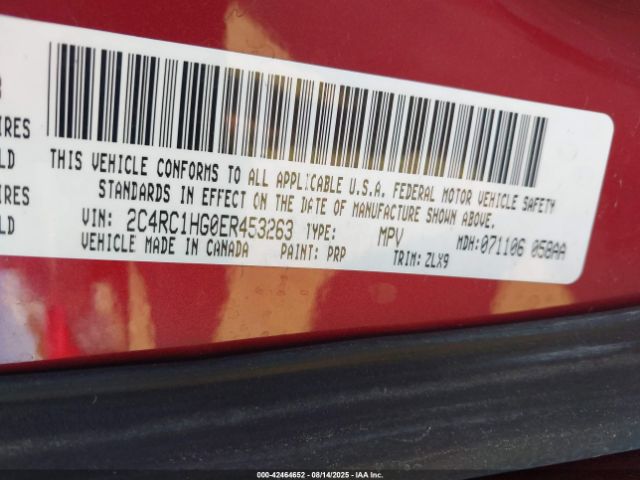 IRES
LD
IRES
LD
THIS VEHICLE CONFORMS TO ALL APPLICABLE U.S.A. FEDERAL MOTOR VEHICLE SAFETY
STANDARDS IN EFFECT ON THE DATE OF MANUFACTURE SHOWN ABOVE.
VIN: 2C4RC1HG0ER453263 TYPE: MPV MDH:071106 058AA
VEHICLE MADE IN CANADA PAINT: PRP TRIM: ZLX9
000-42464652 - 08/14/2025 - IAA Inc.